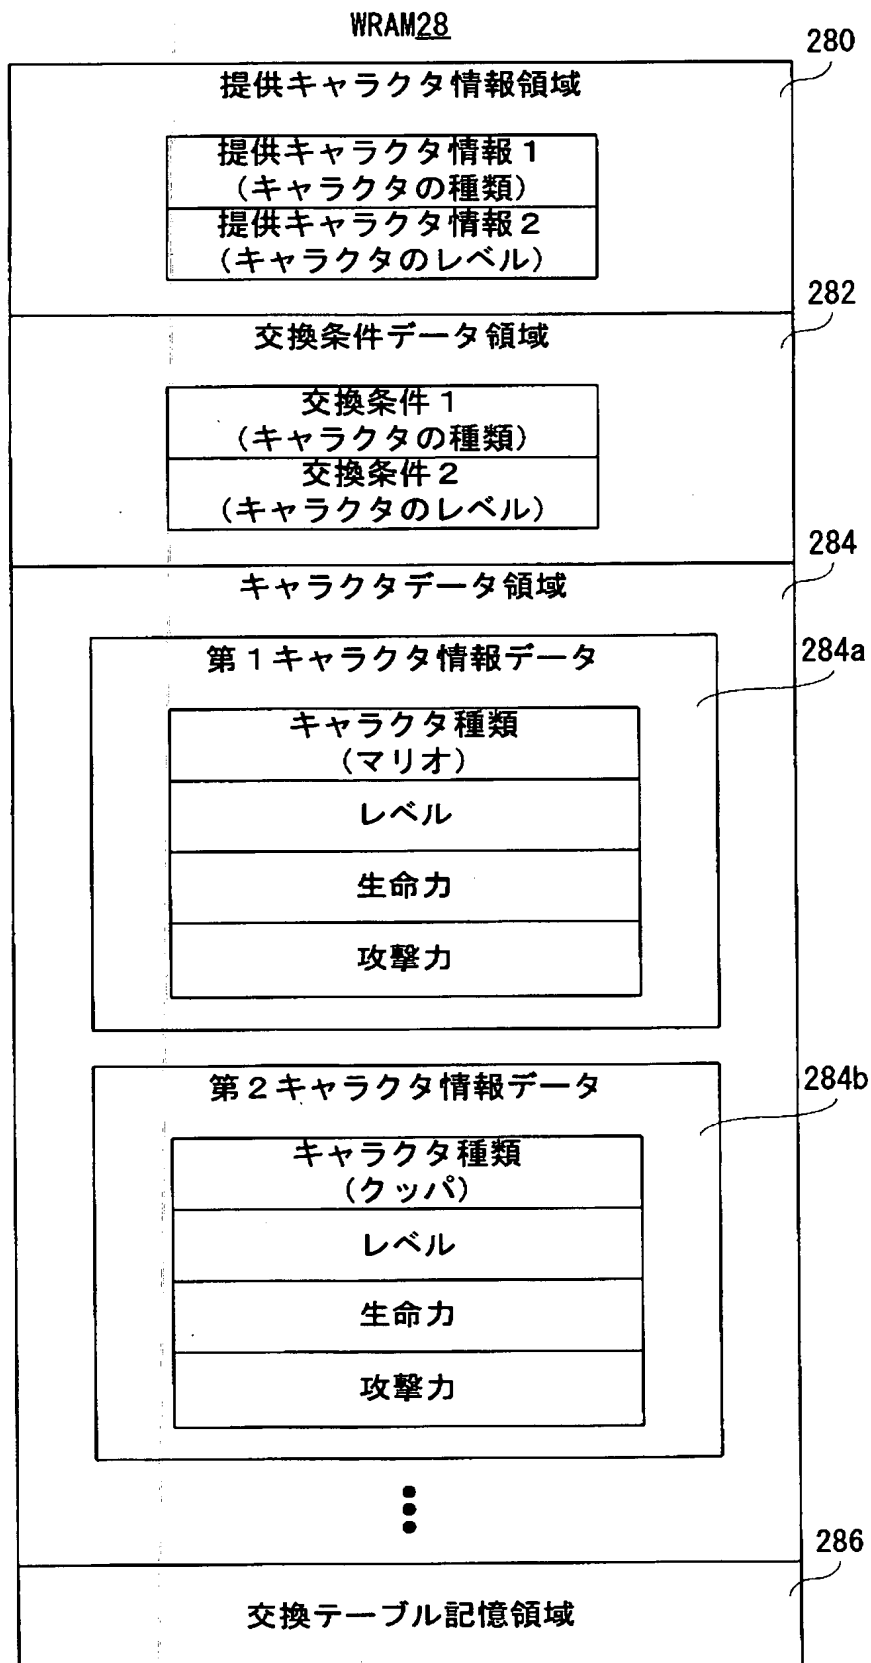 WRAM28
280
提供キャラクタ情報領域
提供キャラクタ情報1
（キャラクタの種類）
提供キャラクタ情報2
（キャラクタのレベル）
282
交換条件データ領域
交換条件1
（キャラクタの種類）
交換条件2
（キャラクタのレベル）
284
キャラクタデータ領域
284a
第1キャラクタ情報データ
キャラクタ種類
（マリオ）
レベル
生命力
攻撃力
284b
第2キャラクタ情報データ
キャラクタ種類
（クッパ）
レベル
生命力
攻撃力
286
交換テーブル記憶領域